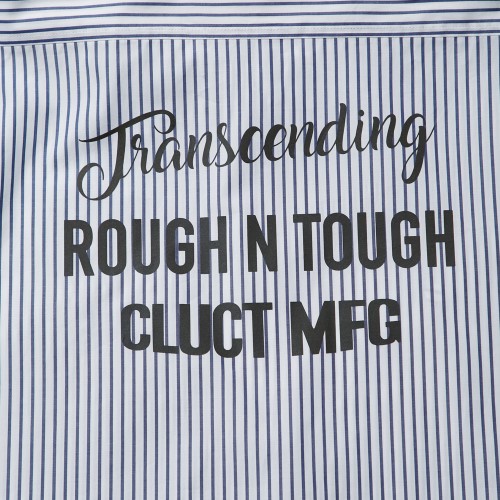 Transcending
ROUGH N TOUGH
CLUCT MFG